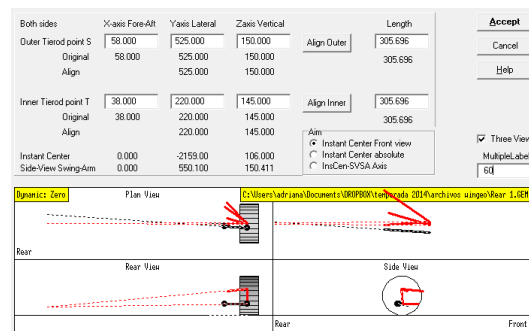 Both sides X-axis Fore-Aft Yaxis Lateral Zaxis Vertical Length Accept
Outer Tierod point S 58.000 525.000 150.000 Align Outer 305.696 Cancel
Original 58.000 525.000 150.000 305.696
Align 525.000 150.000 Help
Inner Tierod point T 38.000 220.000 145.000 Align Inner 305.696
Original 38.000 220.000 145.000 305.696
Align 220.000 145.000 Aim
Instant Center Front view Three View
Instant Center 0.000 -2159.00 106.000 Instant Center absolute MultipleLabel
Side-View Swing-Arm 0.000 550.100 150.411 InsCen-SVSA Axis 60
Dynamic: Zero Plan View C:\Users\adriana\Documents\DROPBOX\temporada 2014\archivos wingeo\Rear 1.GEM
Rear
Rear View Side View
Rear Front